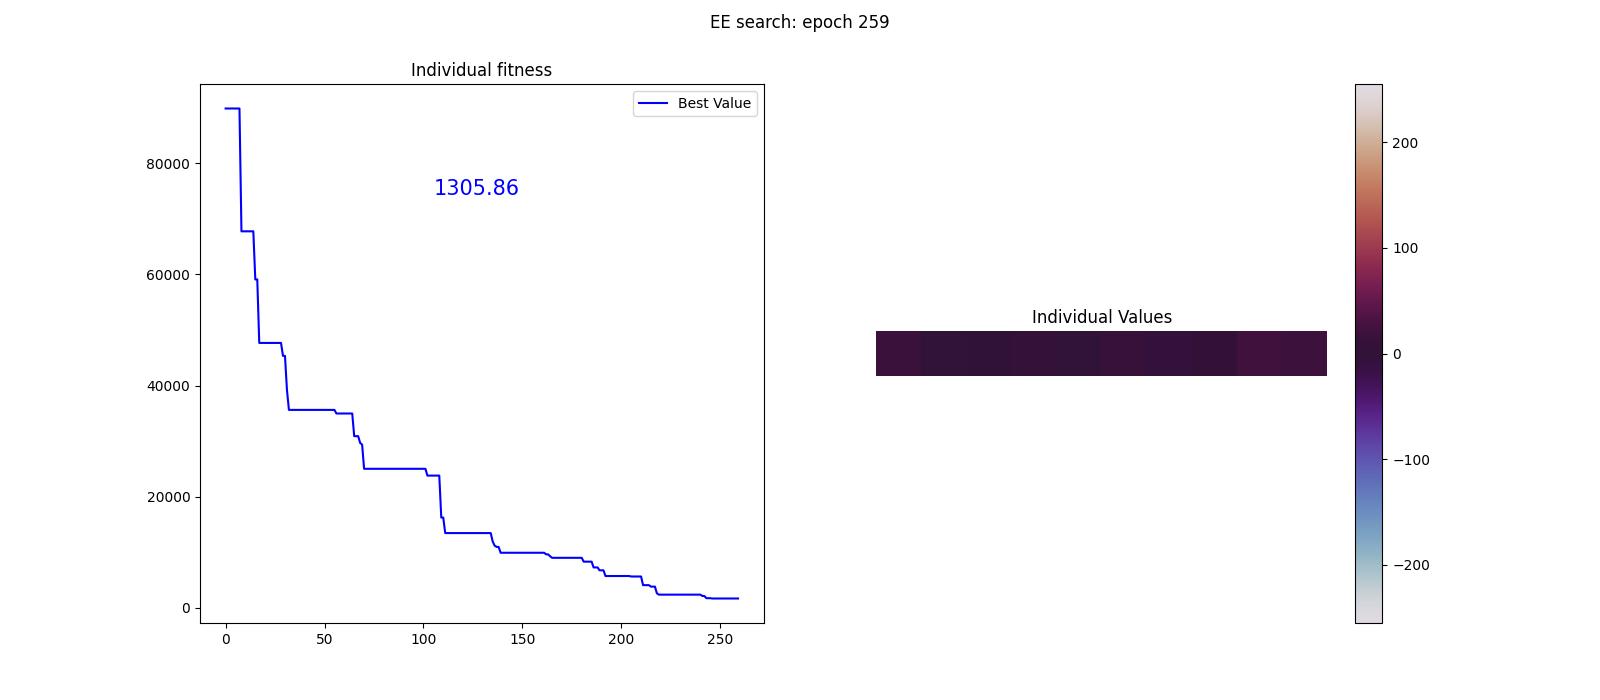 EE search: epoch 259
Individual fitness
Best Value
1305.86
80000
60000
40000
20000
0
0 50 100 150 200 250
Individual Values
200
100
0
−100
−200